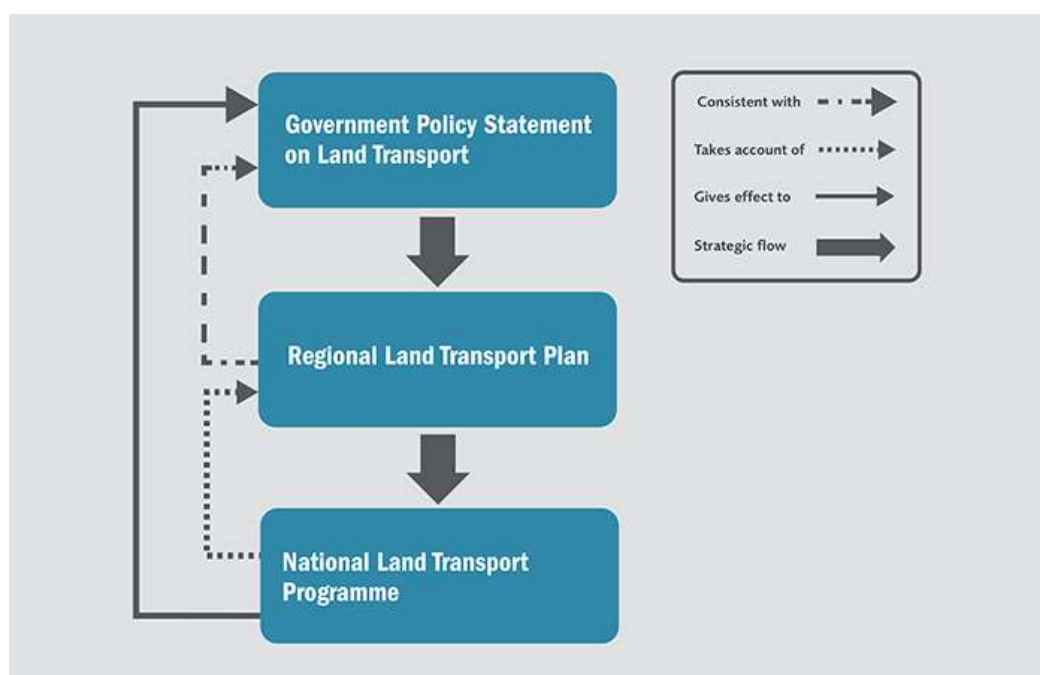 Government Policy Statement
on Land Transport
Consistent with
Takes account of
Gives effect to
Strategic flow
Regional Land Transport Plan
National Land Transport
Programme